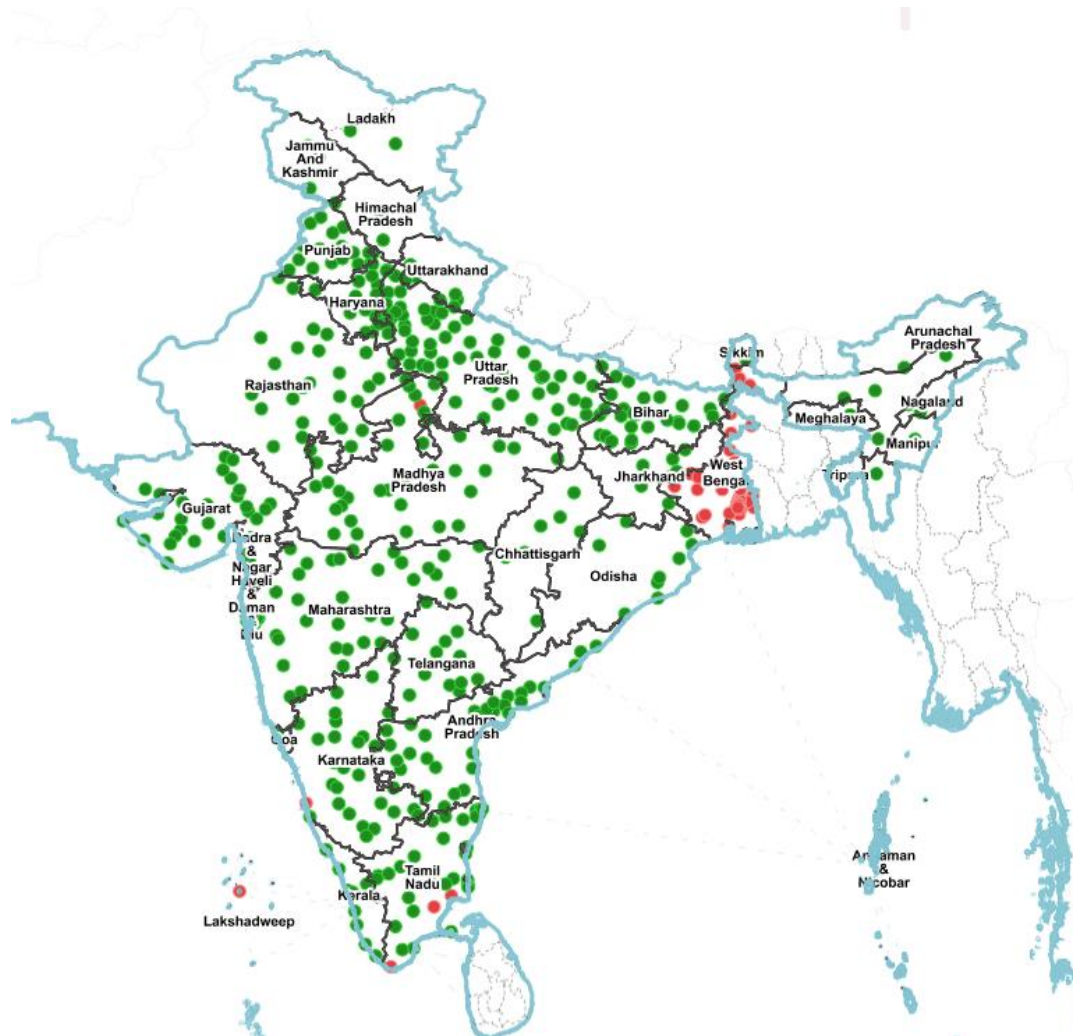 Ladakh
Jammu
And
Kashmir
Himachal
Pradesh
Punjab
Uttarakhand
Haryana
Arunachal
Pradesh
Sikkim
Uttar
Pradesh
Rajasthan
Nagaland
Bihar
Meghalaya
Manipur
Jharkhand
West
Bengal
Tripura
Madhya
Pradesh
Gujarat
Chhattisgarh
Odisha
Dadra
&
Nagar
Haveli
&
Daman
&
Diu
Maharashtra
Telangana
Andhra
Pradesh
Goa
Karnataka
Tamil
Nadu
Kerala
Andaman
& Nicobar
Lakshadweep